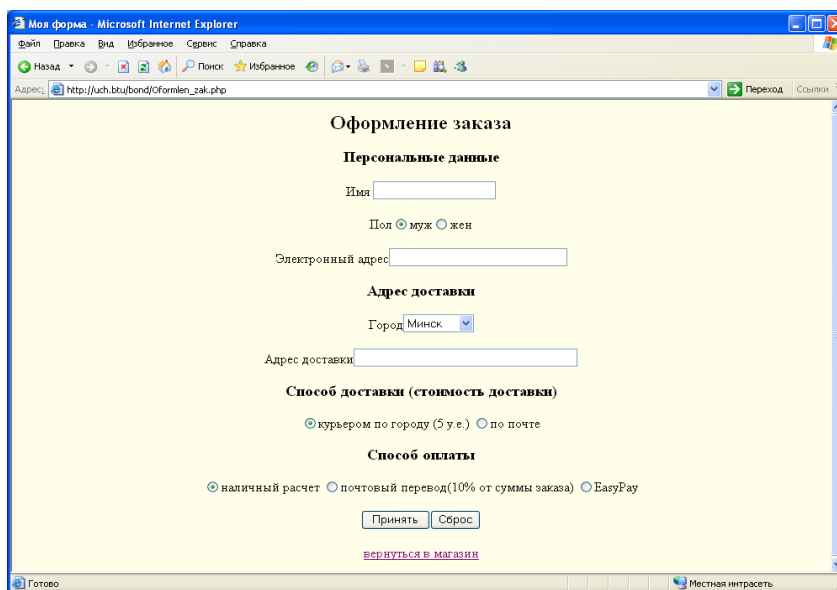 Моя форма - Microsoft Internet Explorer
Файл Правка Вид Избранное Сервис Справка
Назад Поиск Избранное
Адрес: http://uch.btu/bond/Oformlen_zak.php Переход Ссылки
Оформление заказа
Персональные данные
Имя
Пол муж жен
Электронный адрес
Адрес доставки
Город Минск
Адрес доставки
Способ доставки (стоимость доставки)
курьером по городу (5 у.е.) по почте
Способ оплаты
наличный расчет почтовый перевод(10% от суммы заказа) EasyPay
Принять Сброс
вернуться в магазин
Готово Местная интрасеть